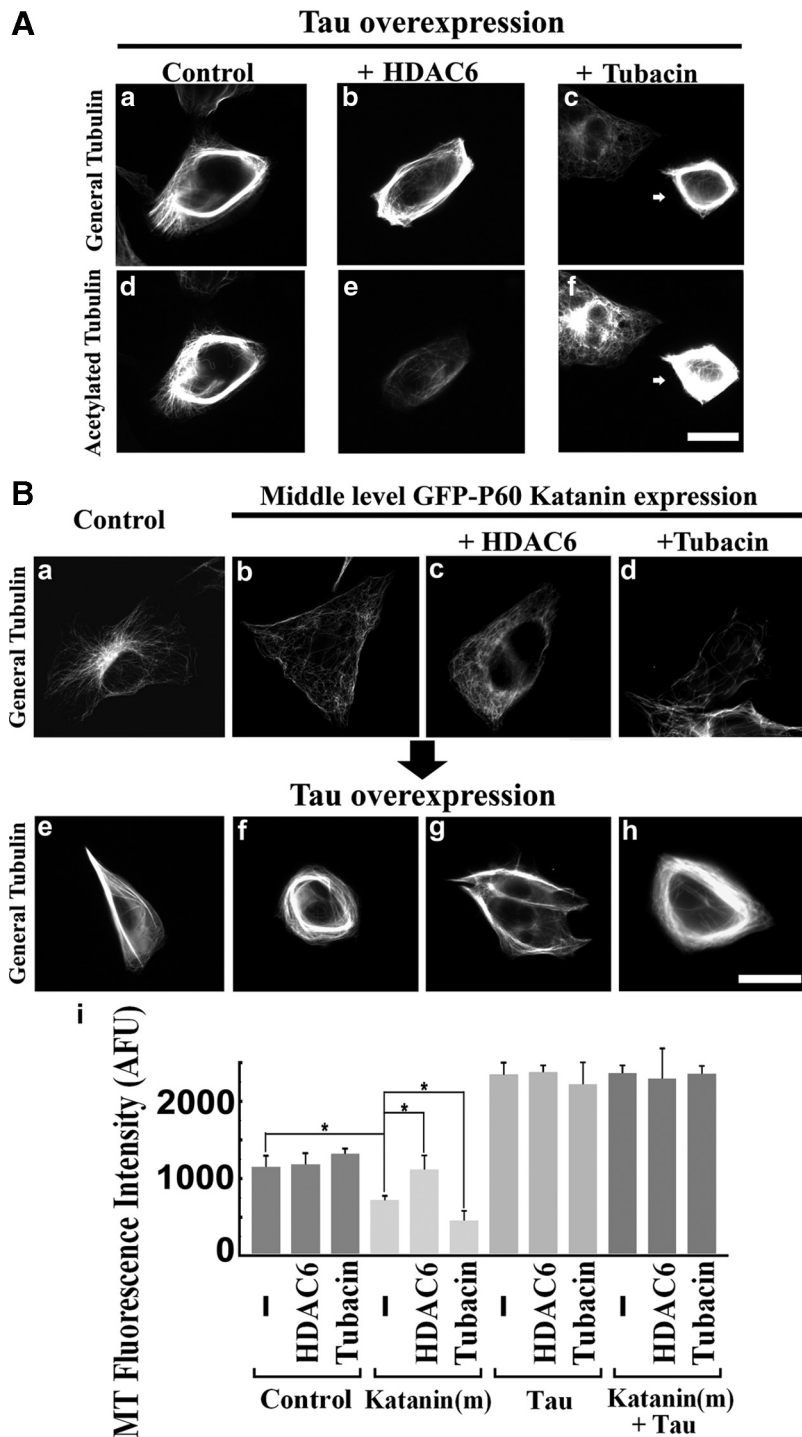 A
Tau overexpression
Control
+ HDAC6
+ Tubacin
General Tubulin
a
b
c
Acetylated Tubulin
d
e
f
B
Middle level GFP-P60 Katanin expression
Control
+ HDAC6
+Tubacin
General Tubulin
a
b
c
d
Tau overexpression
General Tubulin
e
f
g
h
i
MT Fluorescence Intensity (AFU)
2000
1000
0
*
*
*
–
HDAC6
Tubacin
–
HDAC6
Tubacin
–
HDAC6
Tubacin
–
HDAC6
Tubacin
Control
Katanin(m)
Tau
Katanin(m)
+ Tau